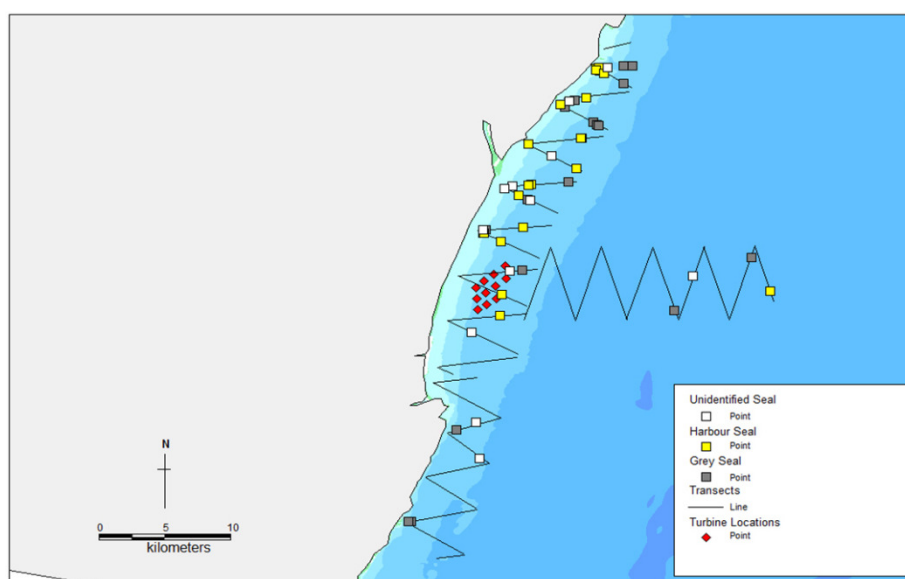 N
0 5 10
kilometers
Unidentified Seal
Point
Harbour Seal
Point
Grey Seal
Point
Transects
Line
Turbine Locations
Point